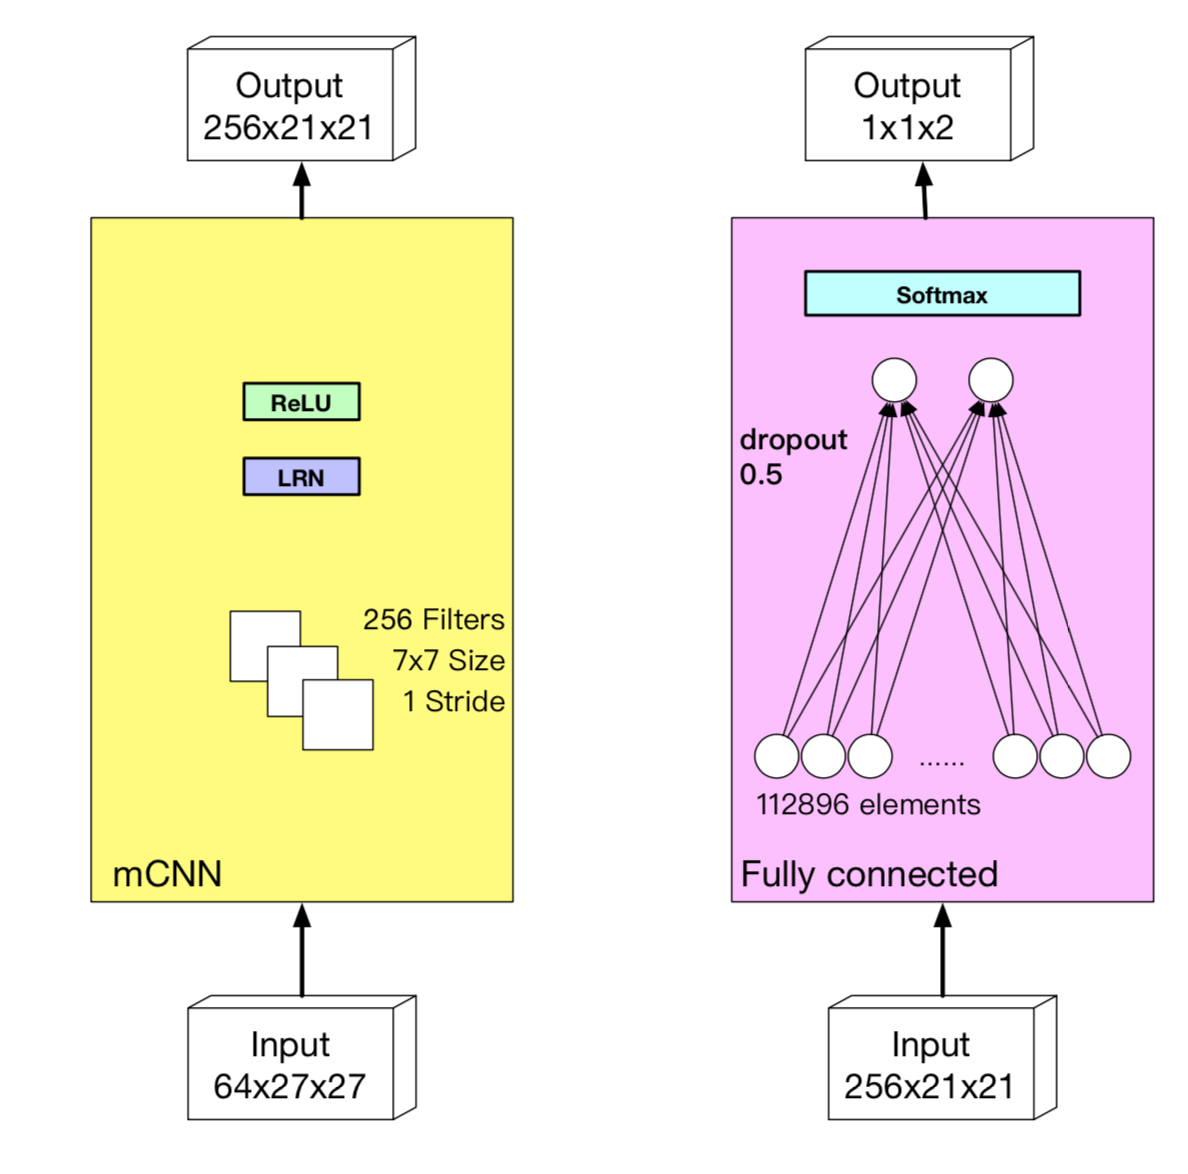 Output
256x21x21
ReLU
LRN
256 Filters
7x7 Size
1 Stride
mCNN
Input
64x27x27
Output
1x1x2
Softmax
dropout
0.5
......
112896 elements
Fully connected
Input
256x21x21